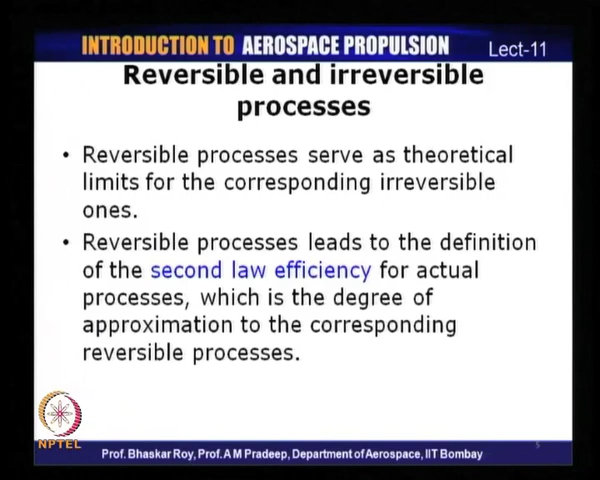 INTRODUCTION TO AEROSPACE PROPULSION Lect-11
Reversible and irreversible
processes
• Reversible processes serve as theoretical
limits for the corresponding irreversible
ones.
• Reversible processes leads to the definition
of the second law efficiency for actual
processes, which is the degree of
approximation to the corresponding
reversible processes.
NPTEL
Prof. Bhaskar Roy, Prof. A M Pradeep, Department of Aerospace, IIT Bombay
5